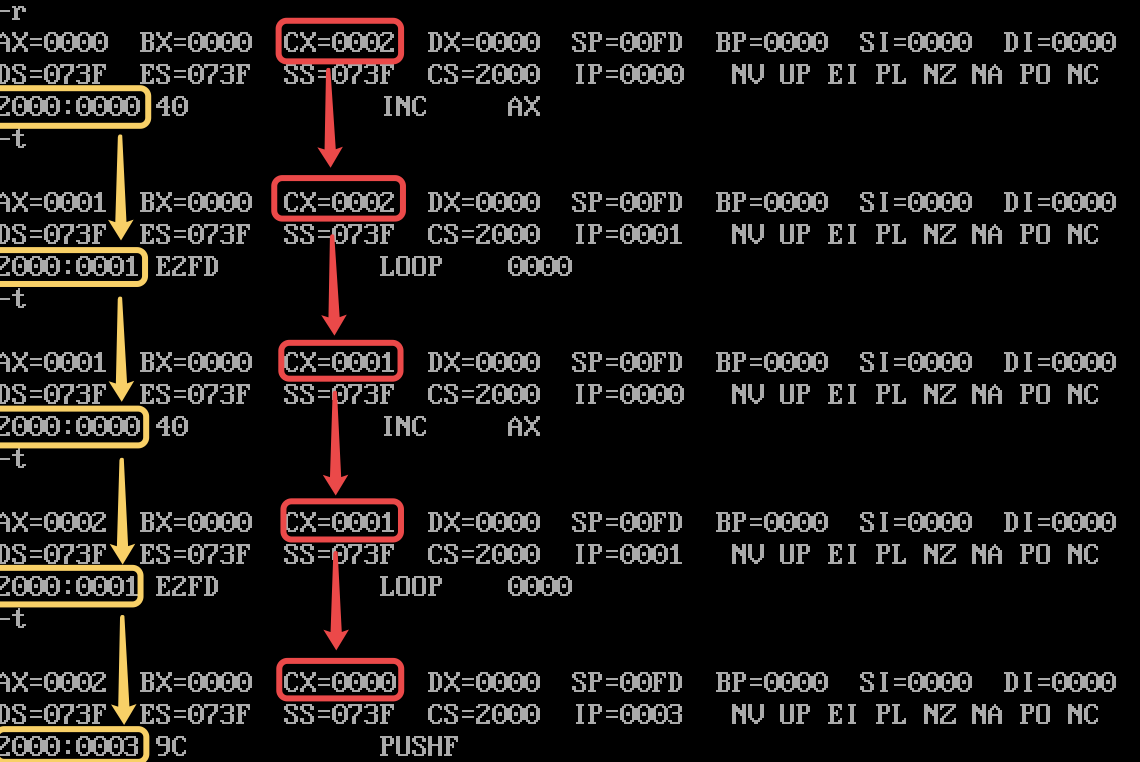 -r
AX=0000 BX=0000 CX=0002 DX=0000 SP=00FD BP=0000 SI=0000 DI=0000
DS=073F ES=073F SS=073F CS=2000 IP=0000 NV UP EI PL NZ NA PO NC
2000:0000 40 INC AX
-t
AX=0001 BX=0000 CX=0002 DX=0000 SP=00FD BP=0000 SI=0000 DI=0000
DS=073F ES=073F SS=073F CS=2000 IP=0001 NV UP EI PL NZ NA PO NC
2000:0001 E2FD LOOP 0000
-t
AX=0001 BX=0000 CX=0001 DX=0000 SP=00FD BP=0000 SI=0000 DI=0000
DS=073F ES=073F SS=073F CS=2000 IP=0000 NV UP EI PL NZ NA PO NC
2000:0000 40 INC AX
-t
AX=0002 BX=0000 CX=0001 DX=0000 SP=00FD BP=0000 SI=0000 DI=0000
DS=073F ES=073F SS=073F CS=2000 IP=0001 NV UP EI PL NZ NA PO NC
2000:0001 E2FD LOOP 0000
-t
AX=0002 BX=0000 CX=0000 DX=0000 SP=00FD BP=0000 SI=0000 DI=0000
DS=073F ES=073F SS=073F CS=2000 IP=0003 NV UP EI PL NZ NA PO NC
2000:0003 9C PUSHF